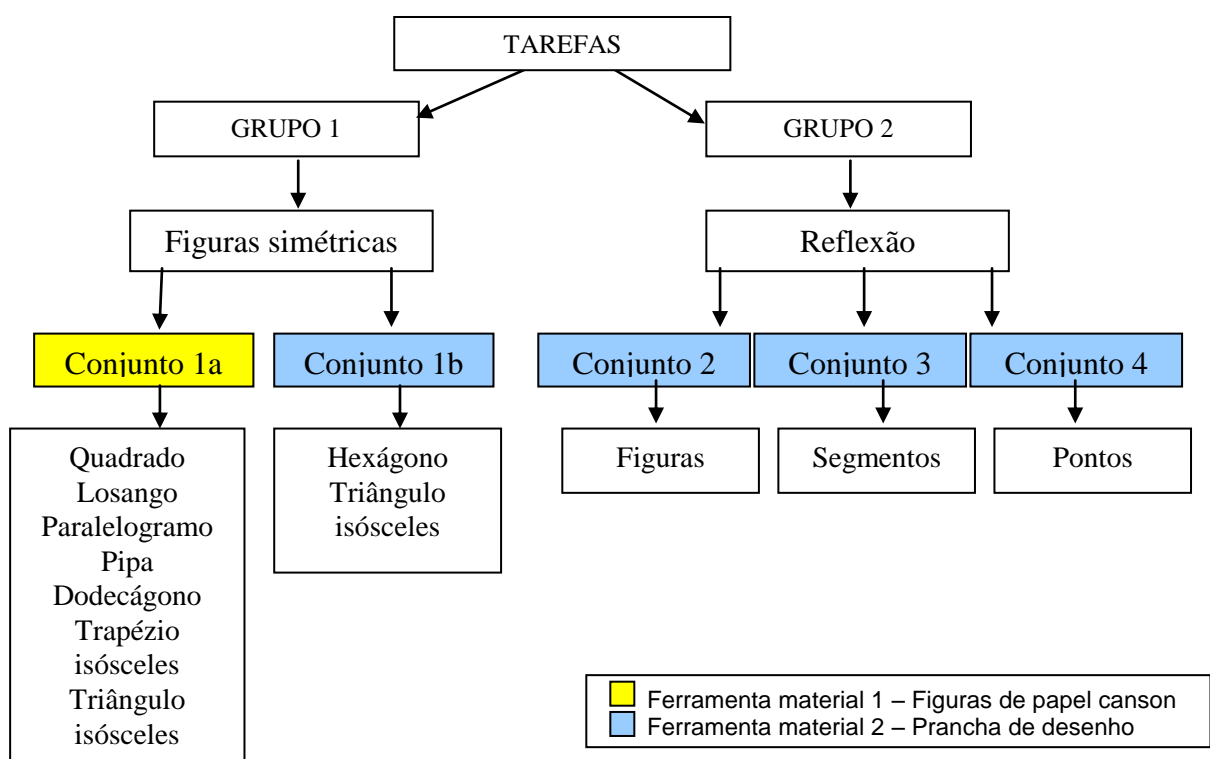 TAREFAS
GRUPO 1
GRUPO 2
Figuras simétricas
Reflexão
Conjunto 1a
Conjunto 1b
Conjunto 2
Conjunto 3
Conjunto 4
Quadrado
Losango
Paralelogramo
Pipa
Dodecágono
Trapézio
isósceles
Triângulo
isósceles
Hexágono
Triângulo
isósceles
Figuras
Segmentos
Pontos
Ferramenta material 1 – Figuras de papel canson
Ferramenta material 2 – Prancha de desenho